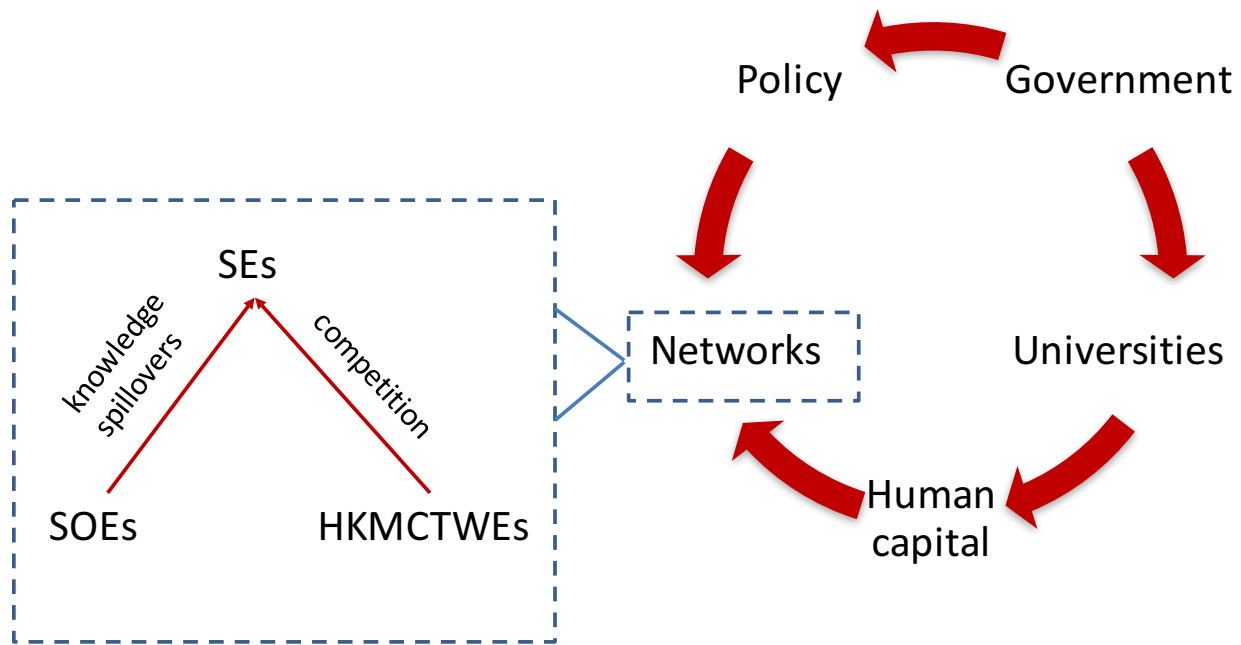 Policy
Government
SEs
knowledge
spillovers
competition
Networks
Universities
SOEs
HKMCTWEs
Human
capital